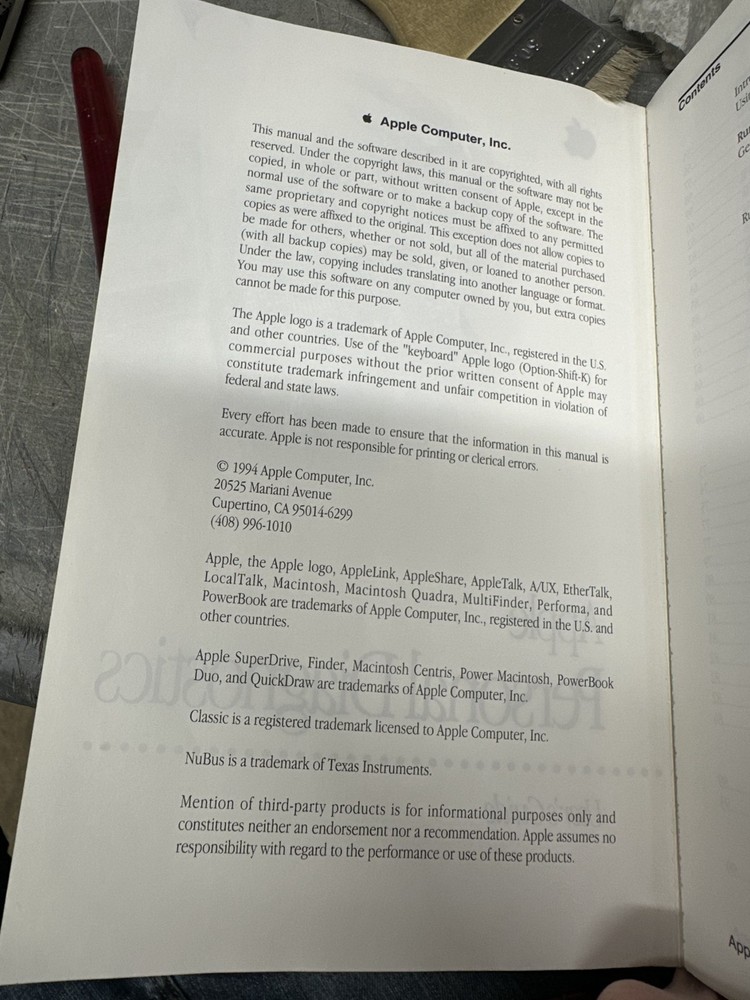 Apple Computer, Inc.
This manual and the software described in it are copyrighted, with all rights
reserved. Under the copyright laws, this manual or the software may not be
copied, in whole or part, without written consent of Apple, except in the
normal use of the software or to make a backup copy of the software. The
same proprietary and copyright notices must be affixed to any permitted
copies as were affixed to the original. This exception does not allow copies to
be made for others, whether or not sold, but all of the material purchased
(with all backup copies) may be sold, given, or loaned to another person.
Under the law, copying includes translating into another language or format.
You may use this software on any computer owned by you, but extra copies
cannot be made for this purpose.
The Apple logo is a trademark of Apple Computer, Inc., registered in the U.S.
and other countries. Use of the "keyboard" Apple logo (Option-Shift-K) for
commercial purposes without the prior written consent of Apple may
constitute trademark infringement and unfair competition in violation of
federal and state laws.
Every effort has been made to ensure that the information in this manual is
accurate. Apple is not responsible for printing or clerical errors.
© 1994 Apple Computer, Inc.
20525 Mariani Avenue
Cupertino, CA 95014-6299
(408) 996-1010
Apple, the Apple logo, AppleLink, AppleShare, AppleTalk, A/UX, EtherTalk,
LocalTalk, Macintosh, Macintosh Quadra, MultiFinder, Performa, and
PowerBook are trademarks of Apple Computer, Inc., registered in the U.S. and
other countries.
Apple SuperDrive, Finder, Macintosh Centris, Power Macintosh, PowerBook
Duo, and QuickDraw are trademarks of Apple Computer, Inc.
Classic is a registered trademark licensed to Apple Computer, Inc.
NuBus is a trademark of Texas Instruments.
Mention of third-party products is for informational purposes only and
constitutes neither an endorsement nor a recommendation. Apple assumes no
responsibility with regard to the performance or use of these products.
Apple
Personal Diagnostics
Contents